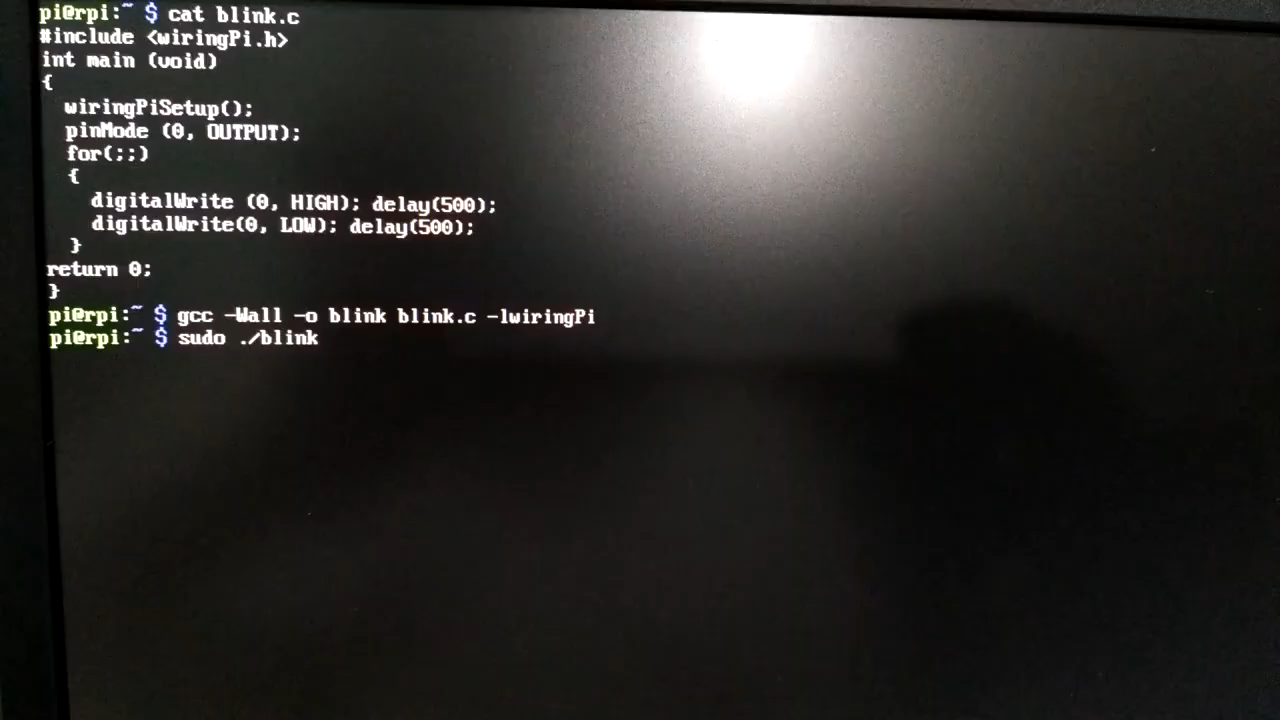 pi@rpi:~ $ cat blink.c
#include <wiringPi.h>
int main (void)
{
  wiringPiSetup();
  pinMode (0, OUTPUT);
  for(;;)
  {
    digitalWrite (0, HIGH); delay(500);
    digitalWrite(0, LOW); delay(500);
  }
return 0;
}
pi@rpi:~ $ gcc -Wall -o blink blink.c -lwiringPi
pi@rpi:~ $ sudo ./blink